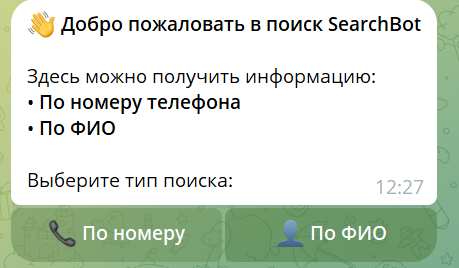 👋 Добро пожаловать в поиск SearchBot
Здесь можно получить информацию:
• По номеру телефона
• По ФИО
Выберите тип поиска:
12:27
📞 По номеру
👤 По ФИО